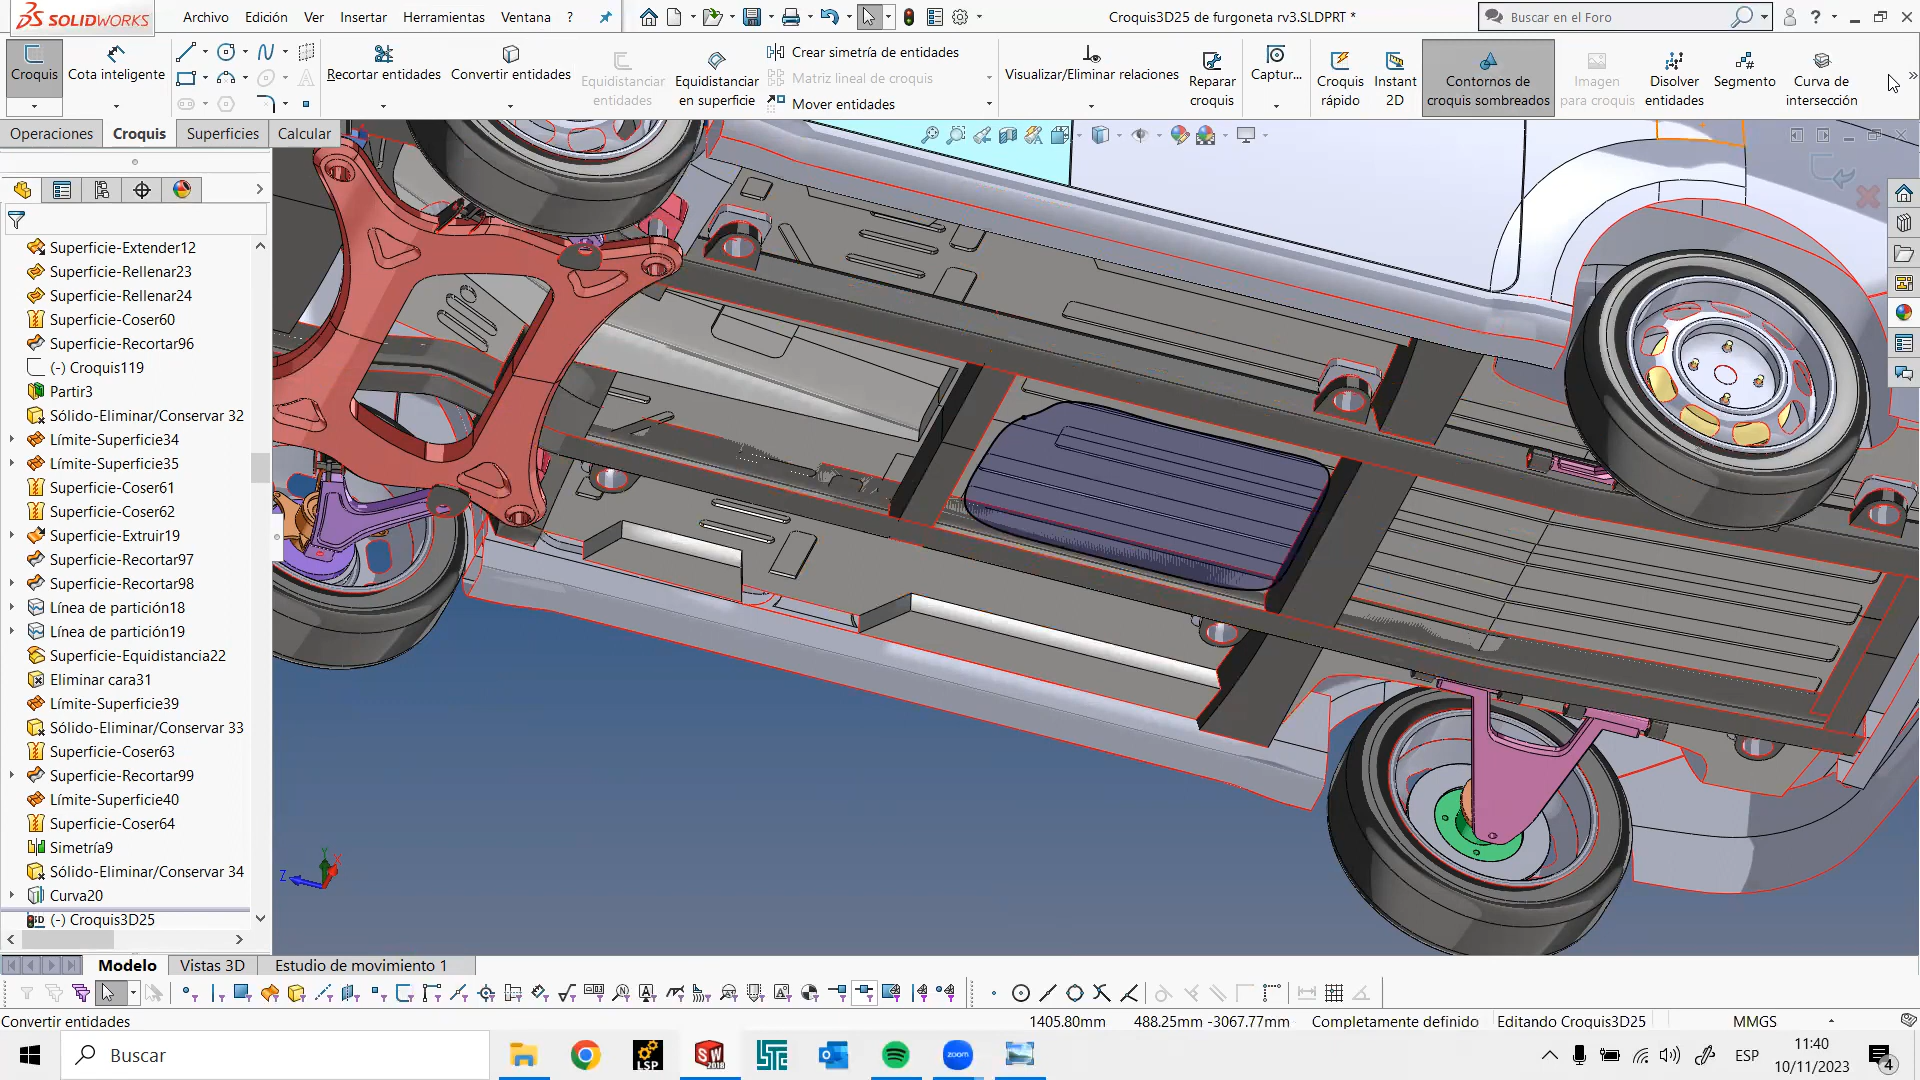 SOLIDWORKS
Archivo Edición Ver Insertar Herramientas Ventana ?
Croquis3D25 de furgoneta rv3.SLDPRT *
Buscar en el Foro
Croquis
Cota inteligente
Recortar entidades
Convertir entidades
Equidistanciar entidades
Equidistanciar en superficie
Crear simetría de entidades
Matriz lineal de croquis
Mover entidades
Visualizar/Eliminar relaciones
Reparar croquis
Captur...
Croquis rápido
Instant 2D
Contornos de croquis sombreados
Imagen para croquis
Disolver entidades
Segmento
Curva de intersección
Operaciones Croquis Superficies Calcular
Superficie-Extender12
Superficie-Rellenar23
Superficie-Rellenar24
Superficie-Coser60
Superficie-Recortar96
(-) Croquis119
Partir3
Sólido-Eliminar/Conservar 32
Límite-Superficie34
Límite-Superficie35
Superficie-Coser61
Superficie-Coser62
Superficie-Extruir19
Superficie-Recortar97
Superficie-Recortar98
Línea de partición18
Línea de partición19
Superficie-Equidistancia22
Eliminar cara31
Límite-Superficie39
Sólido-Eliminar/Conservar 33
Superficie-Coser63
Superficie-Recortar99
Límite-Superficie40
Superficie-Coser64
Simetría9
Sólido-Eliminar/Conservar 34
Curva20
(-) Croquis3D25
Y
X
Z
Modelo Vistas 3D Estudio de movimiento 1
Convertir entidades
1405.80mm 488.25mm -3067.77mm Completamente definido Editando Croquis3D25 MMGS
Buscar
LSP
SW
2018
zoom
ESP
11:40
10/11/2023
4